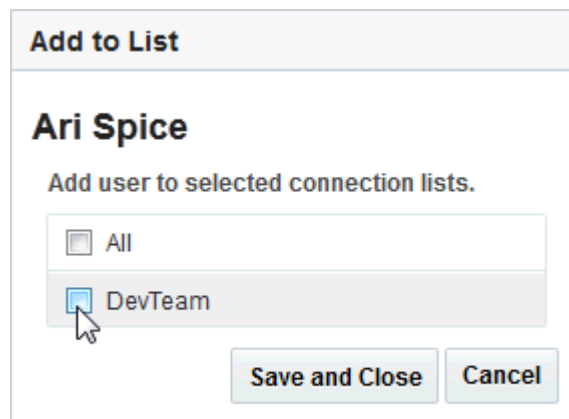 Add to List
Ari Spice
Add user to selected connection lists.
All
DevTeam
Save and Close Cancel